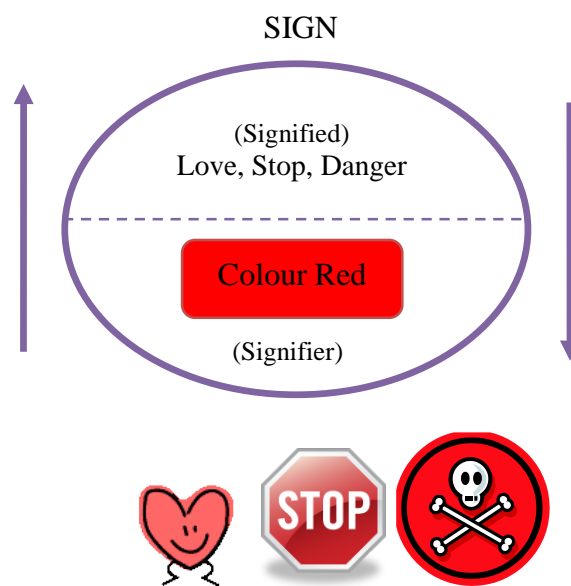 SIGN
(Signified)
Love, Stop, Danger
Colour Red
(Signifier)
STOP